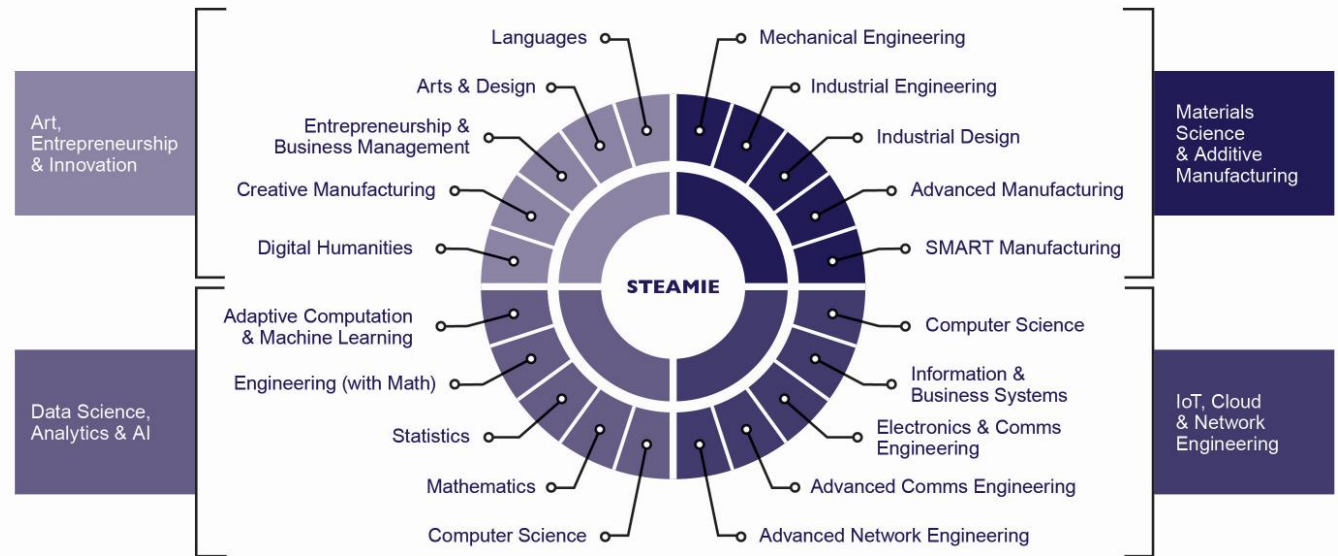 Art,
Entrepreneurship
& Innovation
Languages
Arts & Design
Entrepreneurship &
Business Management
Creative Manufacturing
Digital Humanities
Mechanical Engineering
Industrial Engineering
Industrial Design
Advanced Manufacturing
SMART Manufacturing
Materials
Science
& Additive
Manufacturing
STEAMIE
Data Science,
Analytics & AI
Adaptive Computation
& Machine Learning
Engineering (with Math)
Statistics
Mathematics
Computer Science
Computer Science
Information &
Business Systems
Electronics & Comms
Engineering
Advanced Comms Engineering
Advanced Network Engineering
IoT, Cloud
& Network
Engineering